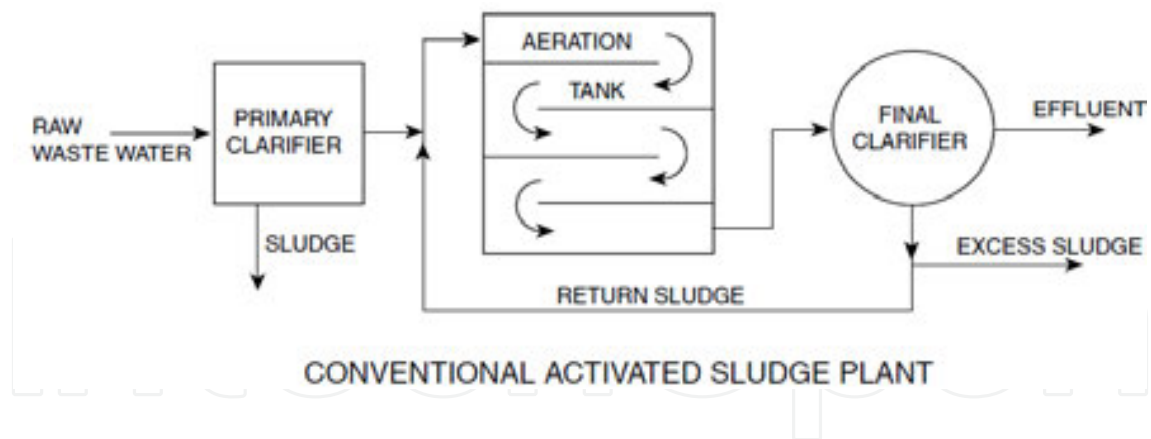 RAW
WASTE WATER
PRIMARY
CLARIFIER
SLUDGE
AERATION
TANK
FINAL
CLARIFIER
EFFLUENT
EXCESS SLUDGE
RETURN SLUDGE
CONVENTIONAL ACTIVATED SLUDGE PLANT